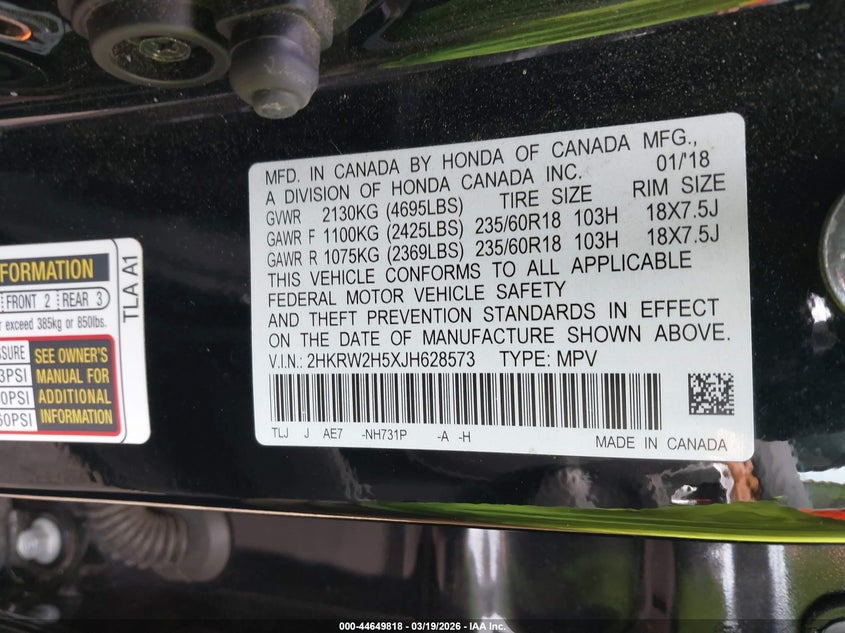 MFD. IN CANADA BY HONDA OF CANADA MFG.,
A DIVISION OF HONDA CANADA INC. 01/'18
GVWR 2130KG (4695LBS) TIRE SIZE RIM SIZE
GAWR F 1100KG (2425LBS) 235/60R18 103H 18X7.5J
GAWR R 1075KG (2369LBS) 235/60R18 103H 18X7.5J
THIS VEHICLE CONFORMS TO ALL APPLICABLE
FEDERAL MOTOR VEHICLE SAFETY
AND THEFT PREVENTION STANDARDS IN EFFECT
ON THE DATE OF MANUFACTURE SHOWN ABOVE.
V.I.N.: 2HKRW2H5XJH628573 TYPE: MPV
TLJ J AE7 -NH731P -A -H MADE IN CANADA
TLA A1
FRONT 2 REAR 3
exceed 385kg or 850lbs.
SEE OWNER'S
MANUAL FOR
ADDITIONAL
INFORMATION
000-44649818 - 03/19/2026 - IAA Inc.